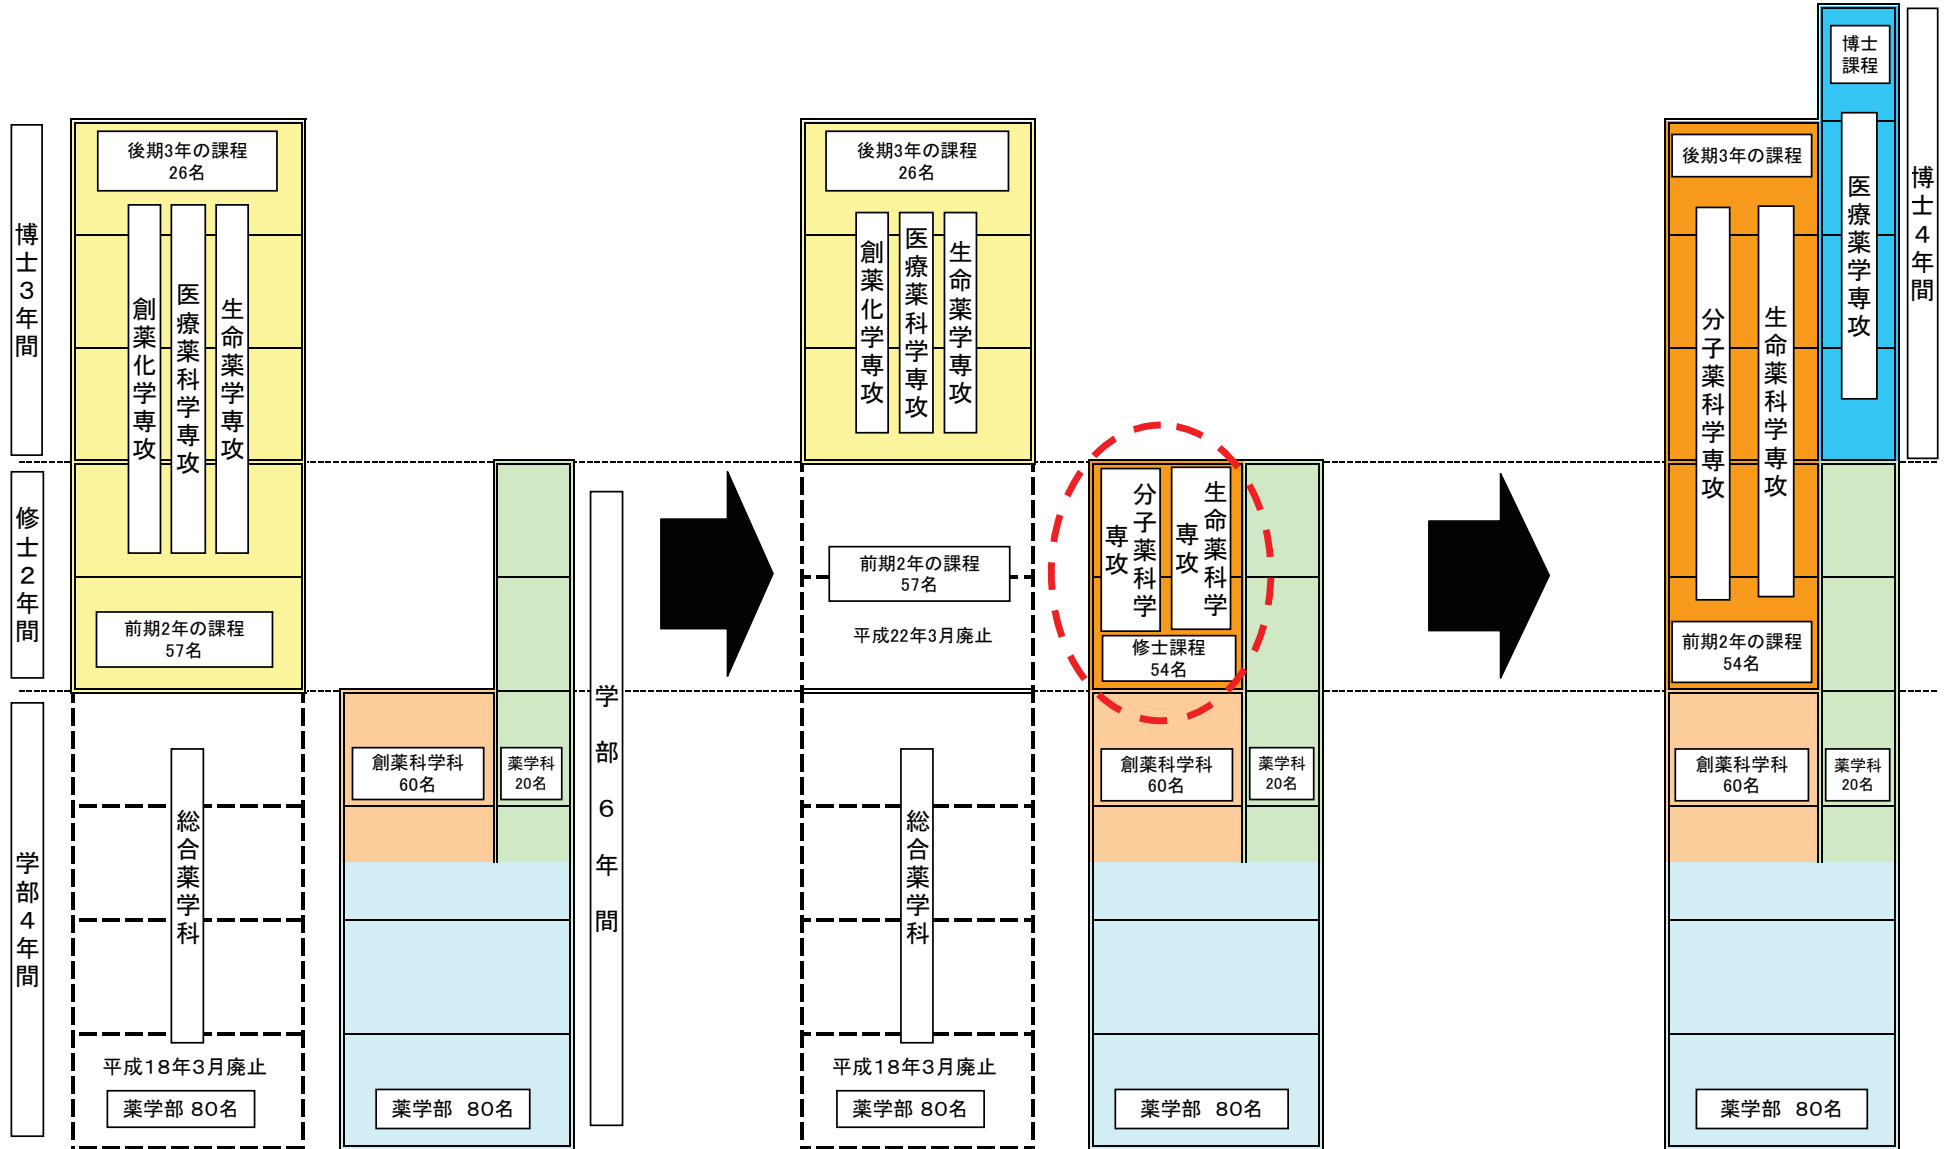 博士3年間
後期3年の課程
26名
創薬化学専攻
医療薬科学専攻
生命薬学専攻
修士2年間
前期2年の課程
57名
学部4年間
総合薬学科
平成18年3月廃止
薬学部 80名
創薬科学科
60名
薬学科
20名
薬学部 80名
学部6年間
後期3年の課程
26名
創薬化学専攻
医療薬科学専攻
生命薬学専攻
前期2年の課程
57名
平成22年3月廃止
総合薬学科
平成18年3月廃止
薬学部 80名
分子薬科学
専攻
生命薬科学
専攻
修士課程
54名
創薬科学科
60名
薬学科
20名
薬学部 80名
博士
課程
医療薬学専攻
博士4年間
後期3年の課程
分子薬科学専攻
生命薬科学専攻
前期2年の課程
54名
創薬科学科
60名
薬学科
20名
薬学部 80名